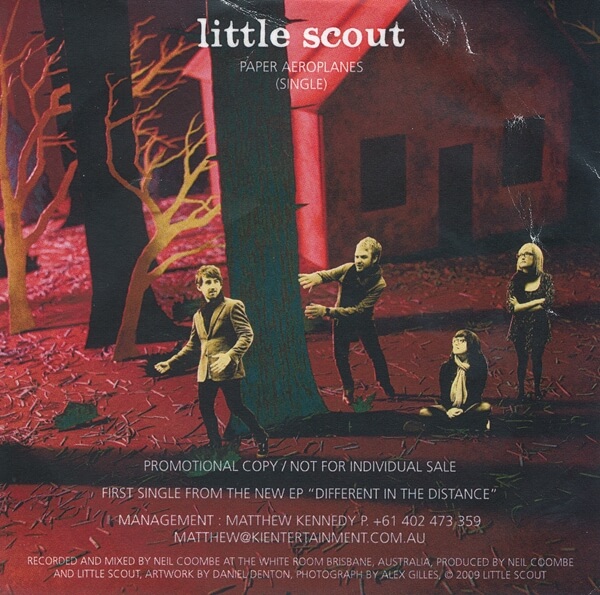 little scout
PAPER AEROPLANES
(SINGLE)
PROMOTIONAL COPY / NOT FOR INDIVIDUAL SALE
FIRST SINGLE FROM THE NEW EP "DIFFERENT IN THE DISTANCE"
MANAGEMENT : MATTHEW KENNEDY P. +61 402 473 359
MATTHEW@KIENTERTAINMENT.COM.AU
RECORDED AND MIXED BY NEIL COOMBE AT THE WHITE ROOM BRISBANE, AUSTRALIA, PRODUCED BY NEIL COOMBE
AND LITTLE SCOUT, ARTWORK BY DANIEL DENTON, PHOTOGRAPH BY ALEX GILLES, © 2009 LITTLE SCOUT